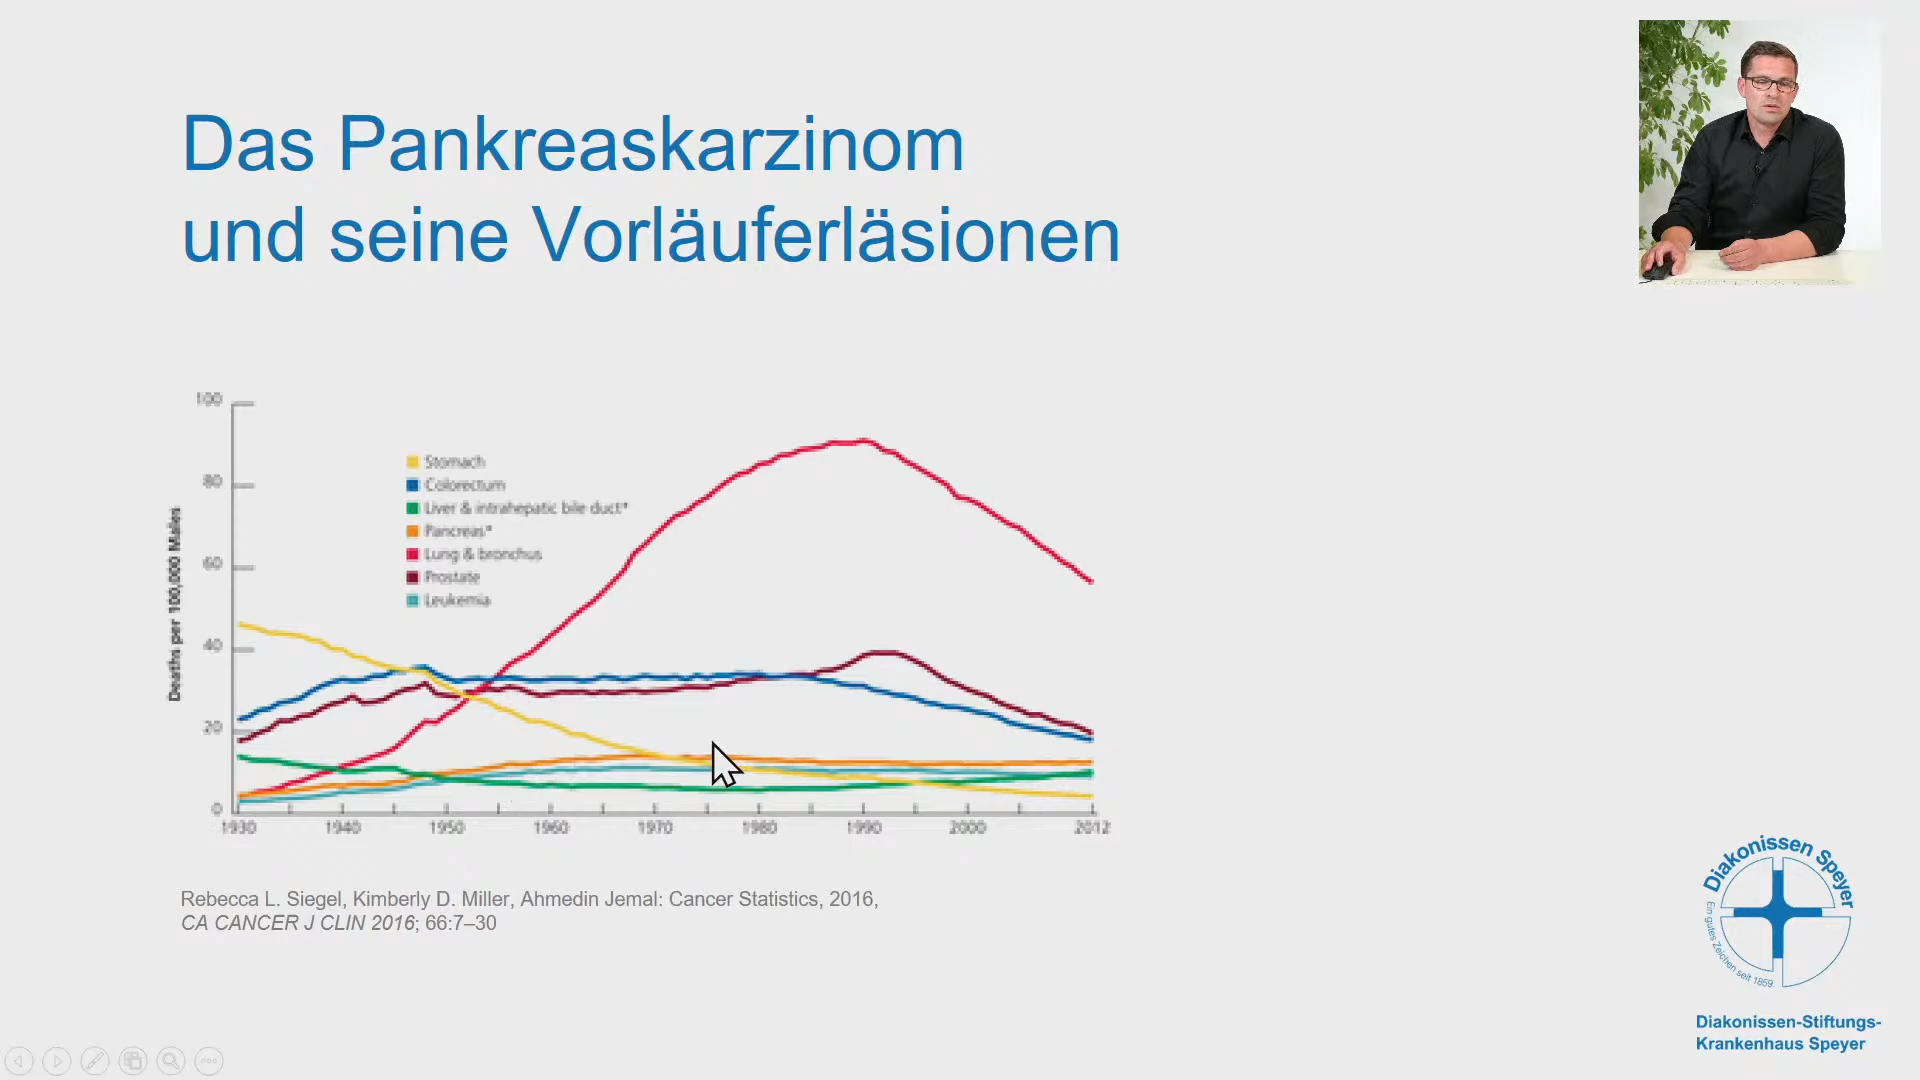 Das Pankreaskarzinom
und seine Vorläuferläsionen
100
80
60
40
20
0
Deaths per 100,000 Males
Stomach
Colorectum
Liver & intrahepatic bile duct*
Pancreas*
Lung & bronchus
Prostate
Leukemia
1930 1940 1950 1960 1970 1980 1990 2000 2012
Rebecca L. Siegel, Kimberly D. Miller, Ahmedin Jemal: Cancer Statistics, 2016,
CA CANCER J CLIN 2016; 66:7–30
Diakonissen Speyer
Ein gutes Zeichen seit 1859.
Diakonissen-Stiftungs-
Krankenhaus Speyer